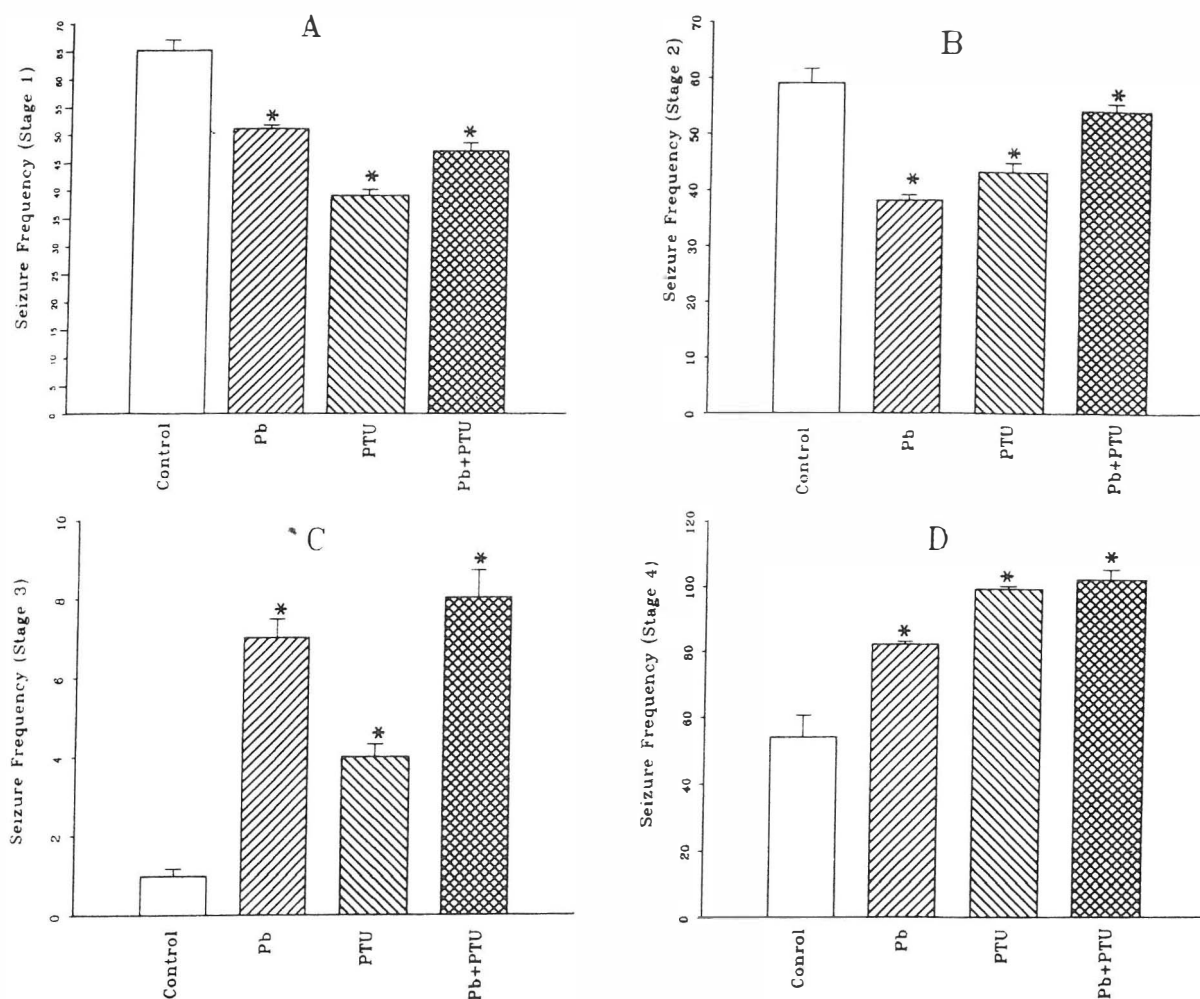 A
Seizure Frequency (Stage 1)
70
65
60
55
50
45
40
35
30
25
20
15
10
5
0
*
*
*
Control
Pb
PTU
Pb+PTU
B
Seizure Frequency (Stage 2)
70
60
50
40
30
20
10
0
*
*
*
Control
Pb
PTU
Pb+PTU
C
Seizure Frequency (Stage 3)
10
8
6
4
2
0
*
*
*
Control
Pb
PTU
Pb+PTU
D
Seizure Frequency (Stage 4)
120
100
80
60
40
20
0
*
*
*
Conrol
Pb
PTU
Pb+PTU